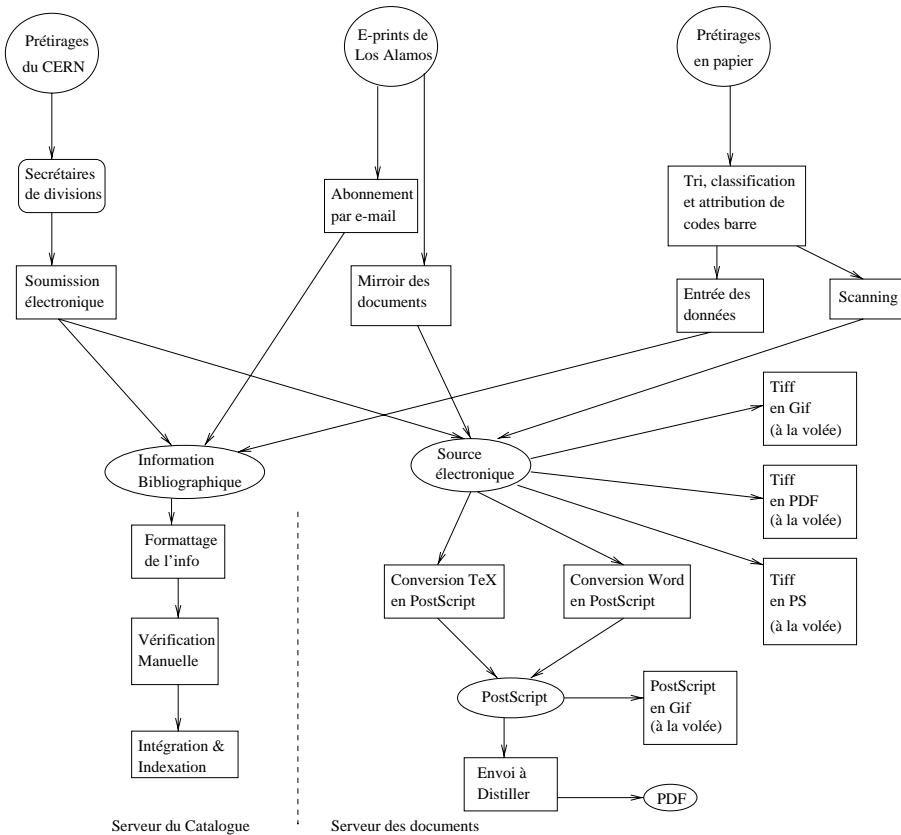 Prétirages
du CERN
E-prints de
Los Alamos
Prétirages
en papier
Secrétaires
de divisions
Abonnement
par e-mail
Tri, classification
et attribution de
codes barre
Soumission
électronique
Mirroir des
documents
Entrée des
données
Scanning
Tiff
en Gif
(à la volée)
Information
Bibliographique
Source
électronique
Tiff
en PDF
(à la volée)
Formattage
de l'info
Conversion TeX
en PostScript
Conversion Word
en PostScript
Tiff
en PS
(à la volée)
Vérification
Manuelle
PostScript
PostScript
en Gif
(à la volée)
Intégration &
Indexation
Envoi à
Distiller
PDF
Serveur du Catalogue
Serveur des documents